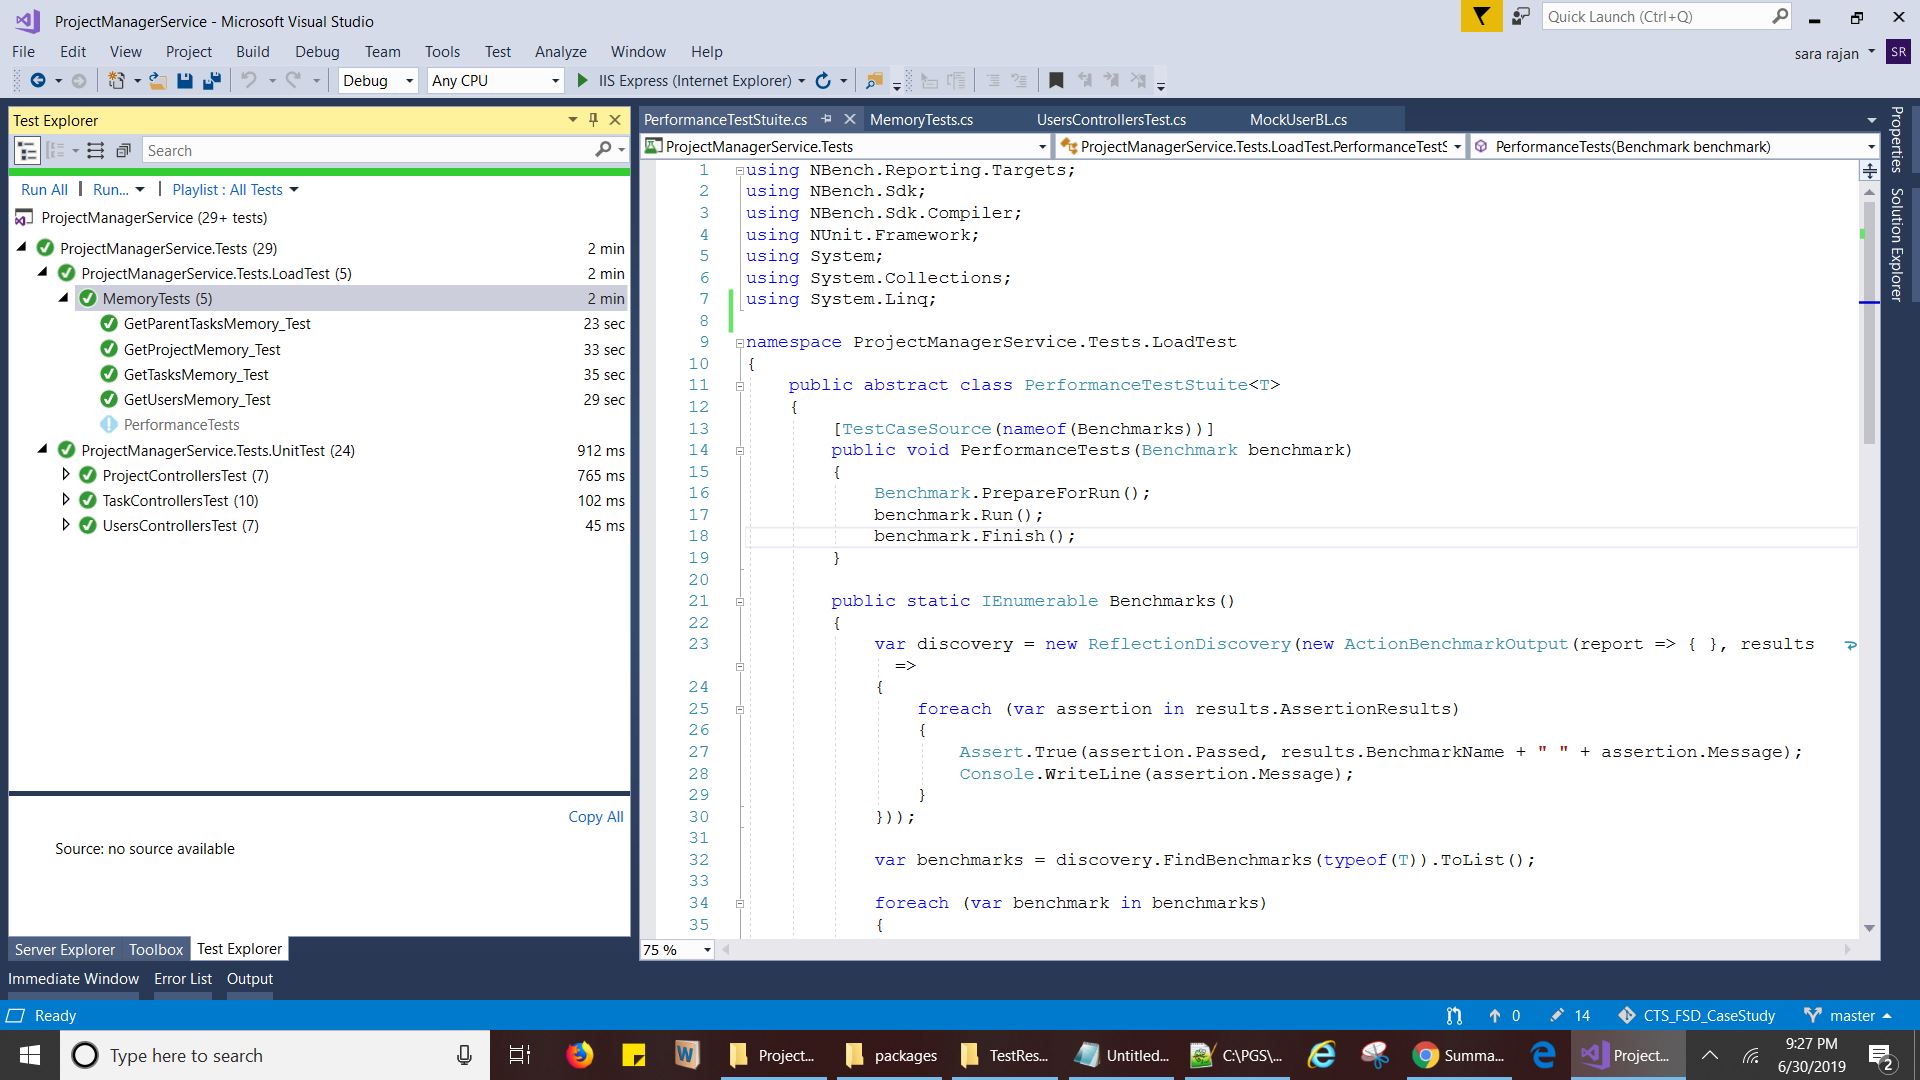 ProjectManagerService - Microsoft Visual Studio
Quick Launch (Ctrl+Q)
File Edit View Project Build Debug Team Tools Test Analyze Window Help
sara rajan SR
Debug Any CPU IIS Express (Internet Explorer)
Test Explorer
Search
Run All | Run... | Playlist : All Tests
ProjectManagerService (29+ tests)
ProjectManagerService.Tests (29) 2 min
ProjectManagerService.Tests.LoadTest (5) 2 min
MemoryTests (5) 2 min
GetParentTasksMemory_Test 23 sec
GetProjectMemory_Test 33 sec
GetTasksMemory_Test 35 sec
GetUsersMemory_Test 29 sec
PerformanceTests
ProjectManagerService.Tests.UnitTest (24) 912 ms
ProjectControllersTest (7) 765 ms
TaskControllersTest (10) 102 ms
UsersControllersTest (7) 45 ms
Copy All
Source: no source available
Server Explorer Toolbox Test Explorer
PerformanceTestStuite.cs MemoryTests.cs UsersControllersTest.cs MockUserBL.cs
ProjectManagerService.Tests ProjectManagerService.Tests.LoadTest.PerformanceTestS PerformanceTests(Benchmark benchmark)
1 using NBench.Reporting.Targets;
2 using NBench.Sdk;
3 using NBench.Sdk.Compiler;
4 using NUnit.Framework;
5 using System;
6 using System.Collections;
7 using System.Linq;
8
9 namespace ProjectManagerService.Tests.LoadTest
10 {
11 public abstract class PerformanceTestStuite<T>
12 {
13 [TestCaseSource(nameof(Benchmarks))]
14 public void PerformanceTests(Benchmark benchmark)
15 {
16 Benchmark.PrepareForRun();
17 benchmark.Run();
18 benchmark.Finish();
19 }
20
21 public static IEnumerable Benchmarks()
22 {
23 var discovery = new ReflectionDiscovery(new ActionBenchmarkOutput(report => { }, results
=>
24 {
25 foreach (var assertion in results.AssertionResults)
26 {
27 Assert.True(assertion.Passed, results.BenchmarkName + " " + assertion.Message);
28 Console.WriteLine(assertion.Message);
29 }
30 }));
31
32 var benchmarks = discovery.FindBenchmarks(typeof(T)).ToList();
33
34 foreach (var benchmark in benchmarks)
35 {
75 %
Properties
Solution Explorer
Immediate Window Error List Output
Ready 0 14 CTS_FSD_CaseStudy master
Type here to search
Project... packages TestRes... Untitled... C:\PGS\... Summa... Project...
9:27 PM
6/30/2019
2